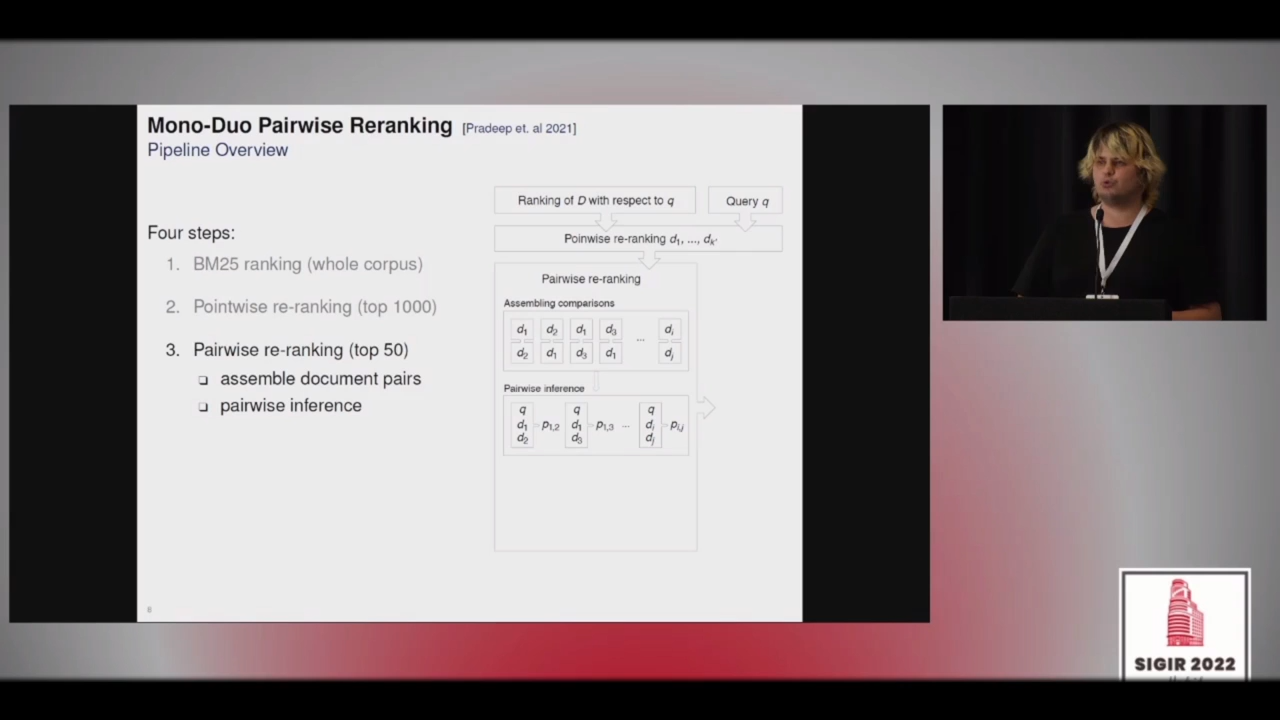 Mono-Duo Pairwise Reranking [Pradeep et. al 2021]
Pipeline Overview
Four steps:
1. BM25 ranking (whole corpus)
2. Pointwise re-ranking (top 1000)
3. Pairwise re-ranking (top 50)
assemble document pairs
pairwise inference
Ranking of D with respect to q
Query q
Poinwise re-ranking d1, ..., dk'
Pairwise re-ranking
Assembling comparisons
d1 d2 d1 d3 ... di
d2 d1 d3 d1 dj
Pairwise inference
q q q
d1 p1,2 d1 p1,3 ... di pi,j
d2 d3 dj
8
SIGIR 2022